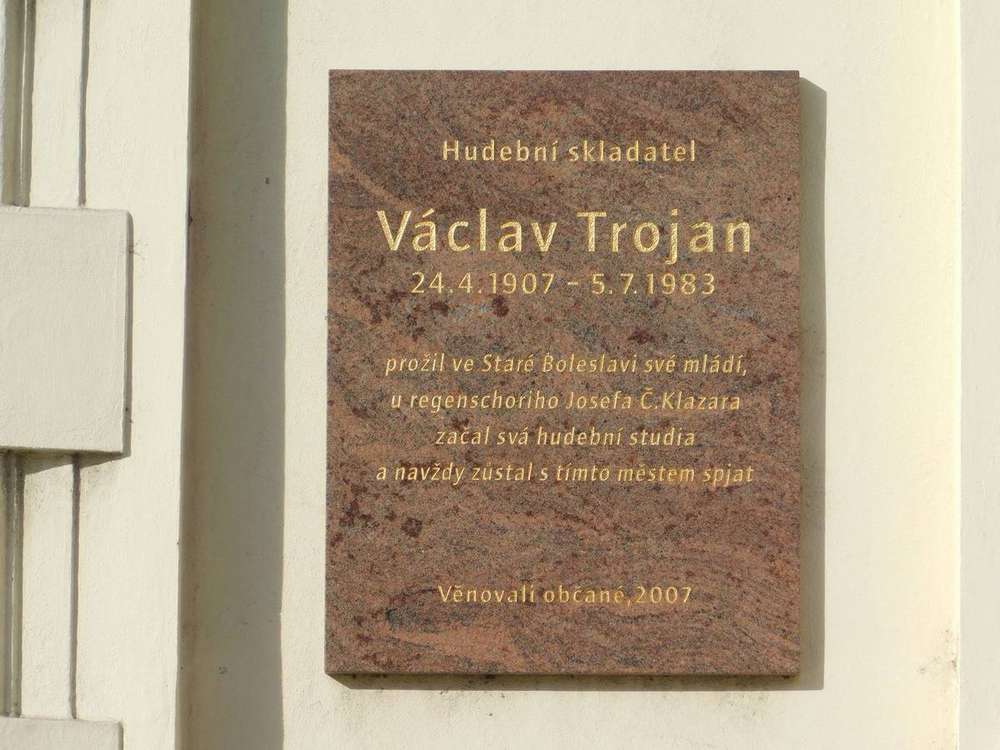 Hudební skladatel
Václav Trojan
24.4.1907 - 5.7.1983
prožil ve Staré Boleslavi své mládí,
u regenschoriho Josefa Č.Klazara
začal svá hudební studia
a navždy zůstal s tímto městem spjat
Věnovali občané,2007